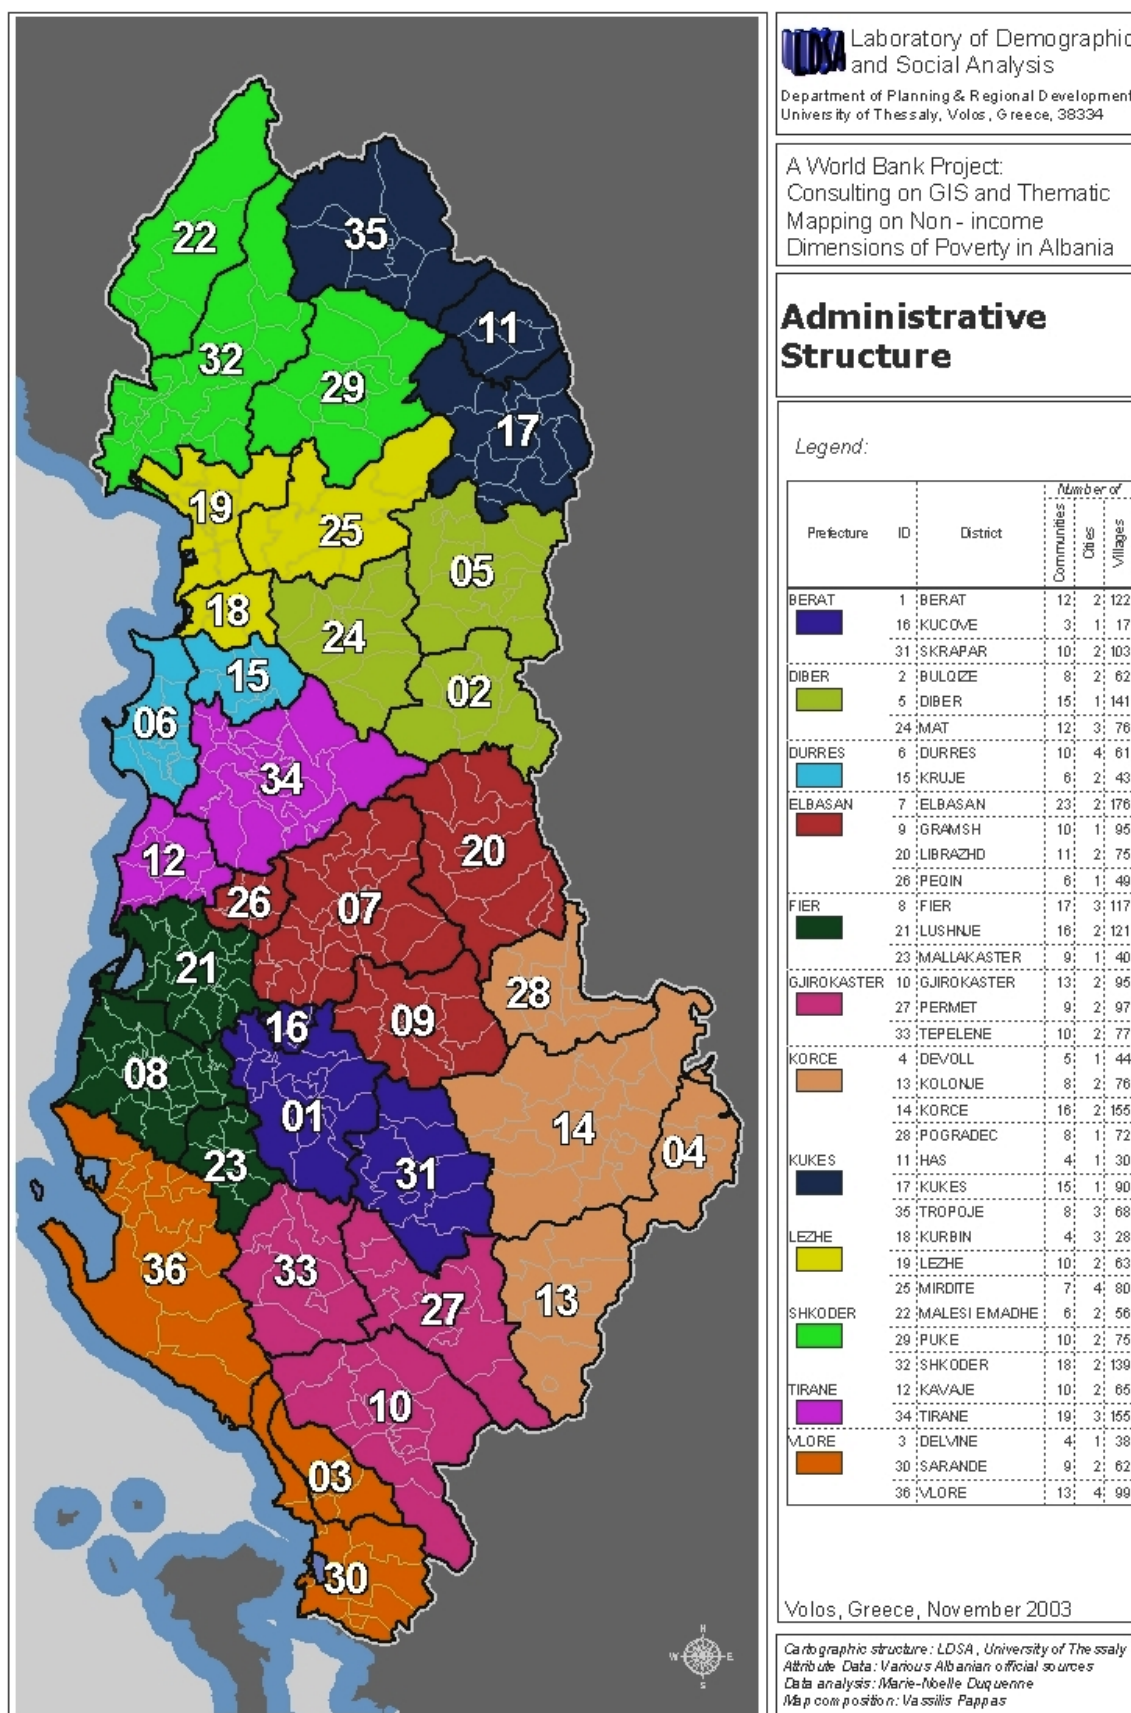 22
35
11
32
29
17
19
25
05
18
24
15
02
06
34
12
20
26
07
21
28
16
09
08
01
14
31
04
23
36
33
27
13
10
03
30
N
W E
S
LDSA
Laboratory of Demographic
and Social Analysis
Department of Planning & Regional Development
University of Thessaly, Volos, Greece, 38334
A World Bank Project:
Consulting on GIS and Thematic
Mapping on Non - income
Dimensions of Poverty in Albania
Administrative
Structure
Legend:
Number of
Prefecture ID District Communities Cities Villages
BERAT 1 BERAT 12 2 122
16 KUCOVE 3 1 17
31 SKRAPAR 10 2 103
DIBER 2 BULQIZE 8 2 62
5 DIBER 15 1 141
24 MAT 12 3 76
DURRES 6 DURRES 10 4 61
15 KRUJE 6 2 43
ELBASAN 7 ELBASAN 23 2 176
9 GRAMSH 10 1 95
20 LIBRAZHD 11 2 75
26 PEQIN 6 1 49
FIER 8 FIER 17 3 117
21 LUSHNJE 16 2 121
23 MALLAKASTER 9 1 40
GJIROKASTER 10 GJIROKASTER 13 2 95
27 PERMET 9 2 97
33 TEPELENE 10 2 77
KORCE 4 DEVOLL 5 1 44
13 KOLONJE 8 2 76
14 KORCE 16 2 155
28 POGRADEC 8 1 72
KUKES 11 HAS 4 1 30
17 KUKES 15 1 90
35 TROPOJE 8 3 68
LEZHE 18 KURBIN 4 3 28
19 LEZHE 10 2 63
25 MIRDITE 7 4 80
SHKODER 22 MALESI E MADHE 6 2 56
29 PUKE 10 2 75
32 SHKODER 18 2 139
TIRANE 12 KAVAJE 10 2 65
34 TIRANE 19 3 155
VLORE 3 DELVINE 4 1 38
30 SARANDE 9 2 62
36 VLORE 13 4 99
Volos, Greece, November 2003
Cartographic structure: LDSA, University of Thessaly
Attribute Data: Various Albanian official sources
Data analysis: Marie-Noelle Duquenne
Map composition: Vassilis Pappas